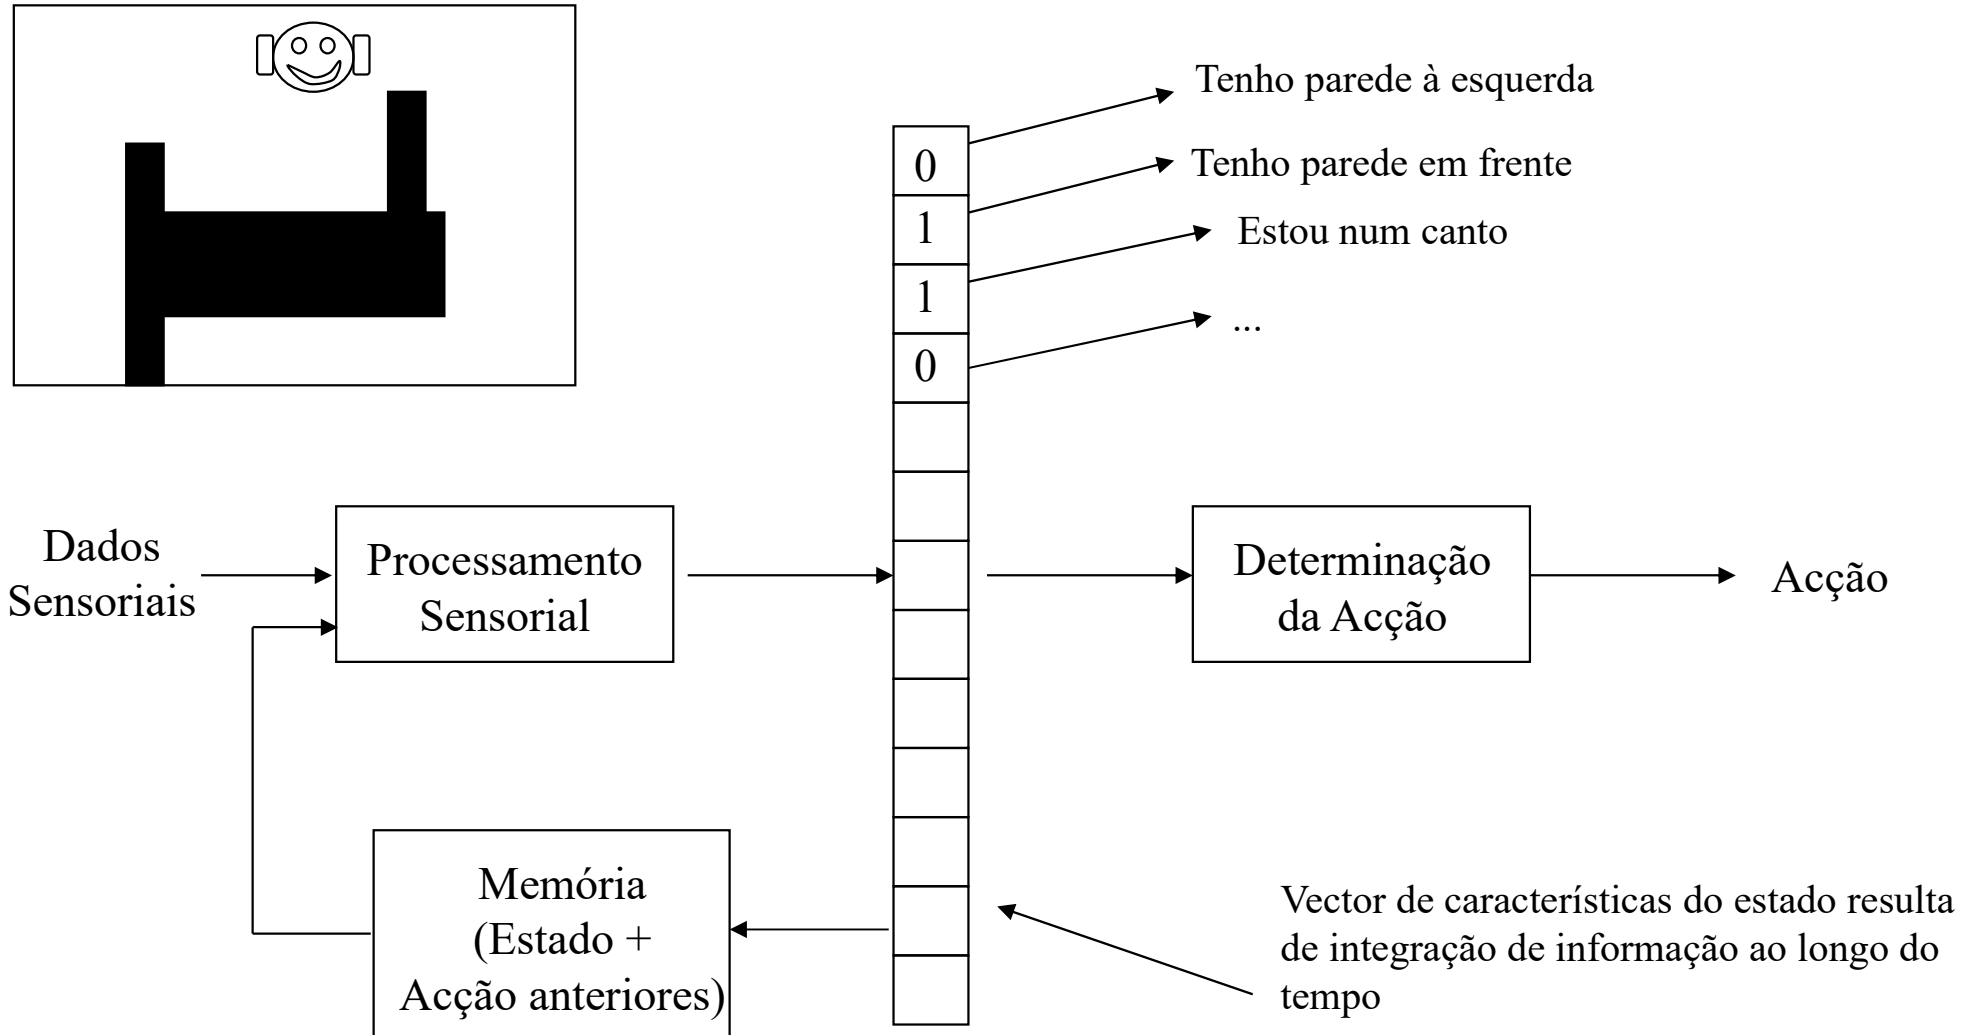 Tenho parede à esquerda
0
Tenho parede em frente
1
Estou num canto
1
...
0
Dados
Sensoriais
Processamento
Sensorial
Determinação
da Acção
Acção
Memória
(Estado +
Acção anteriores)
Vector de características do estado resulta
de integração de informação ao longo do
tempo